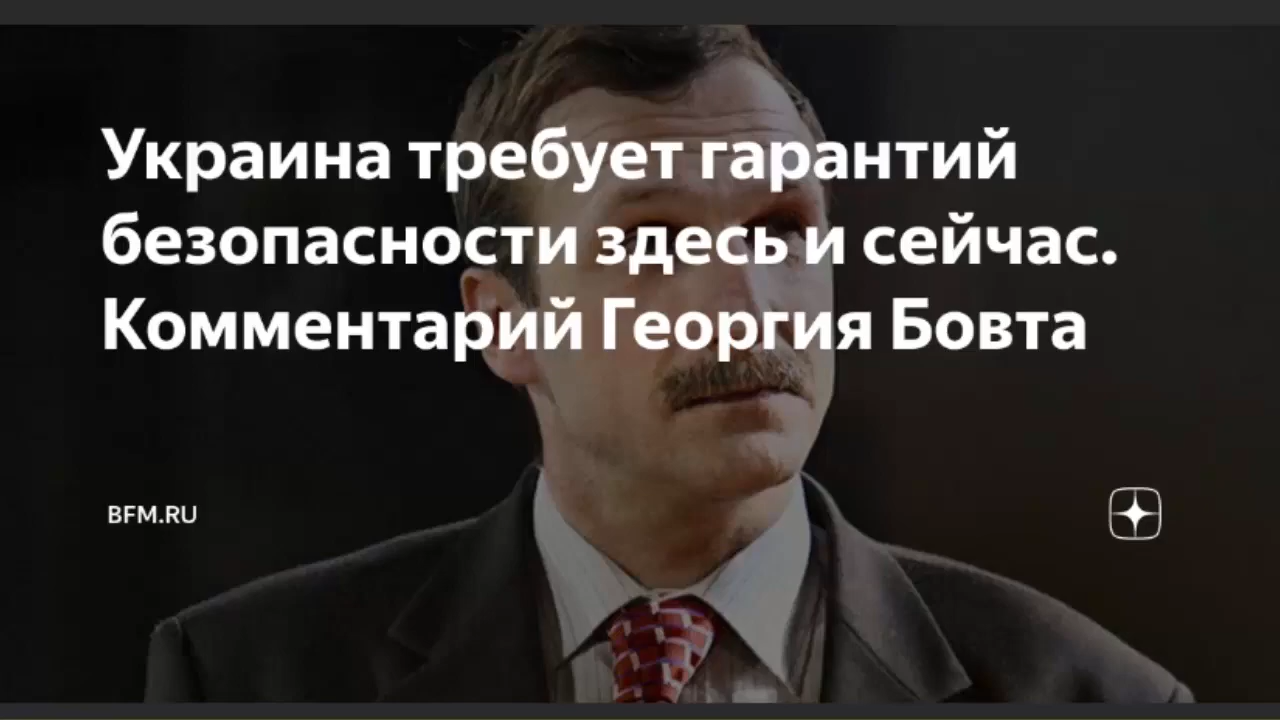 Украина требует гарантий
безопасности здесь и сейчас.
Комментарий Георгия Бовта
BFM.RU